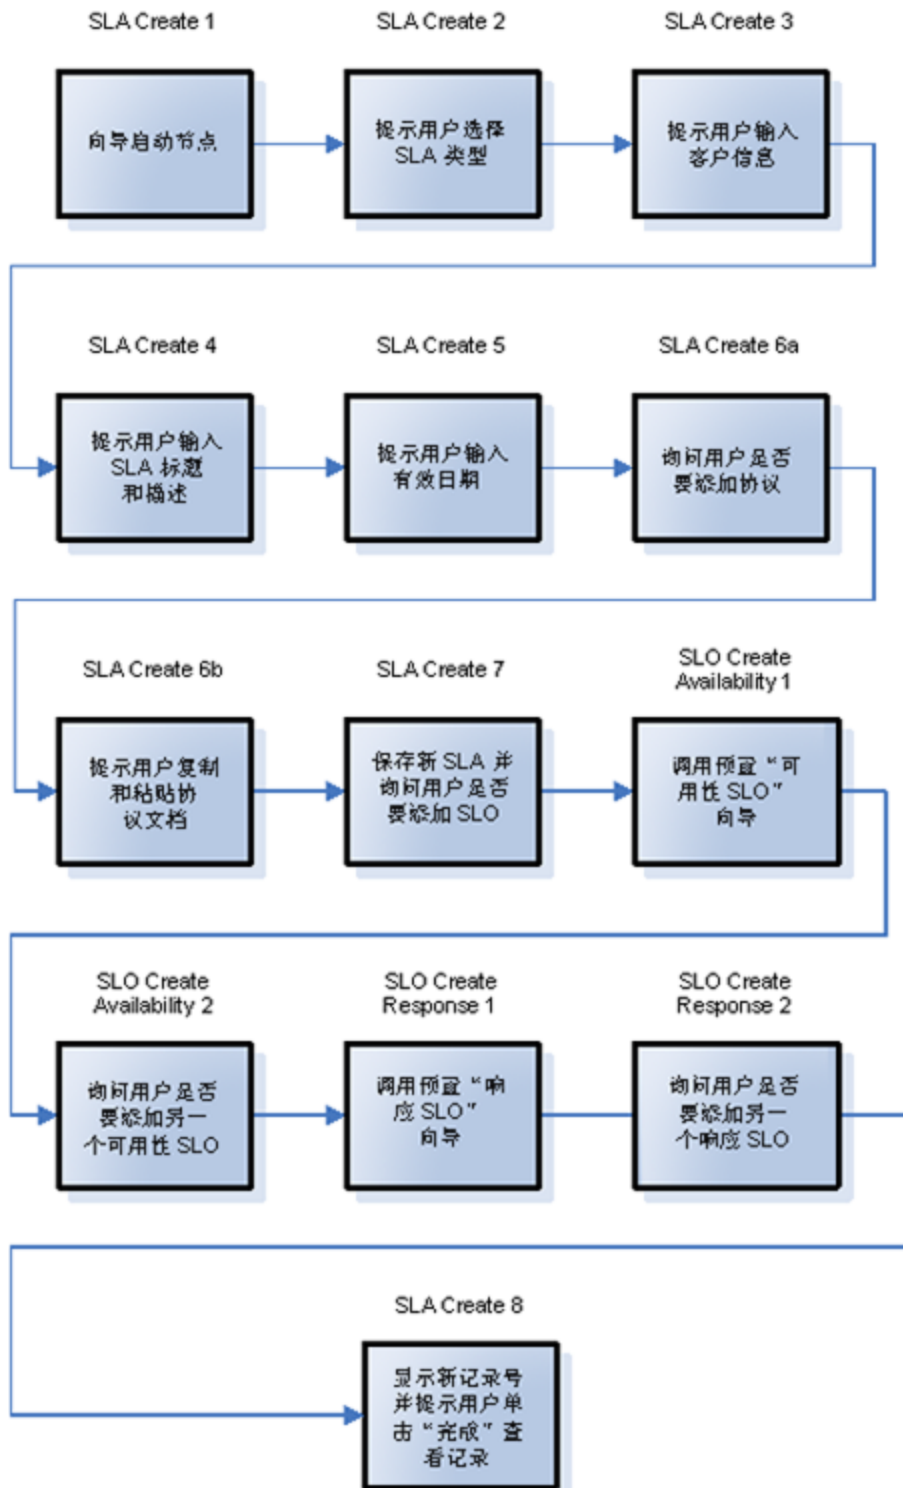 SLA Create 1
SLA Create 2
SLA Create 3
向导启动节点
提示用户选择
SLA 类型
提示用户输入
客户信息
SLA Create 4
SLA Create 5
SLA Create 6a
提示用户输入
SLA 标题
和描述
提示用户输入
有效日期
询问用户是否
要添加协议
SLA Create 6b
SLA Create 7
SLO Create
Availability 1
提示用户复制
和粘贴协
议文档
保存新 SLA 并
询问用户是否
要添加 SLO
调用预置“可
用性 SLO”
向导
SLO Create
Availability 2
SLO Create
Response 1
SLO Create
Response 2
询问用户是否
要添加另一
个可用性 SLO
调用预置“响
应 SLO”
向导
询问用户是否
要添加另一
个响应 SLO
SLA Create 8
显示新记录号
并提示用户单
击“完成”查
看记录